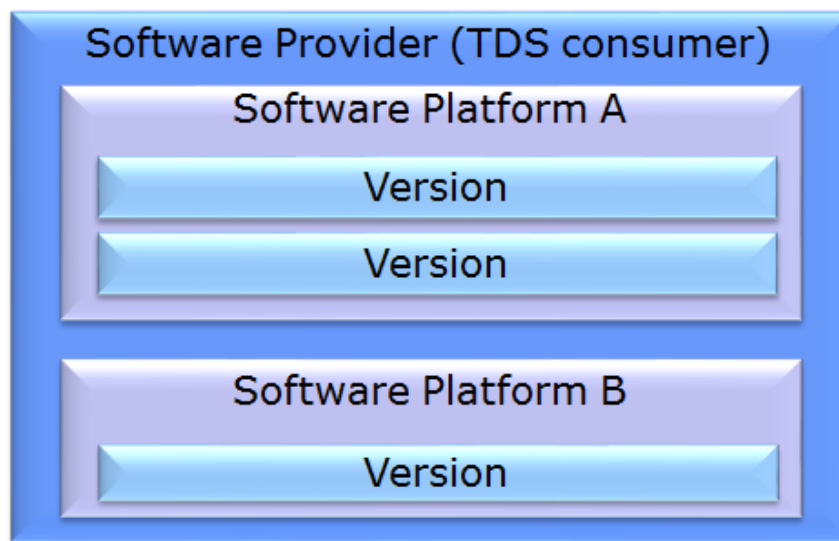 Software Provider (TDS consumer)
Software Platform A
Version
Version
Software Platform B
Version